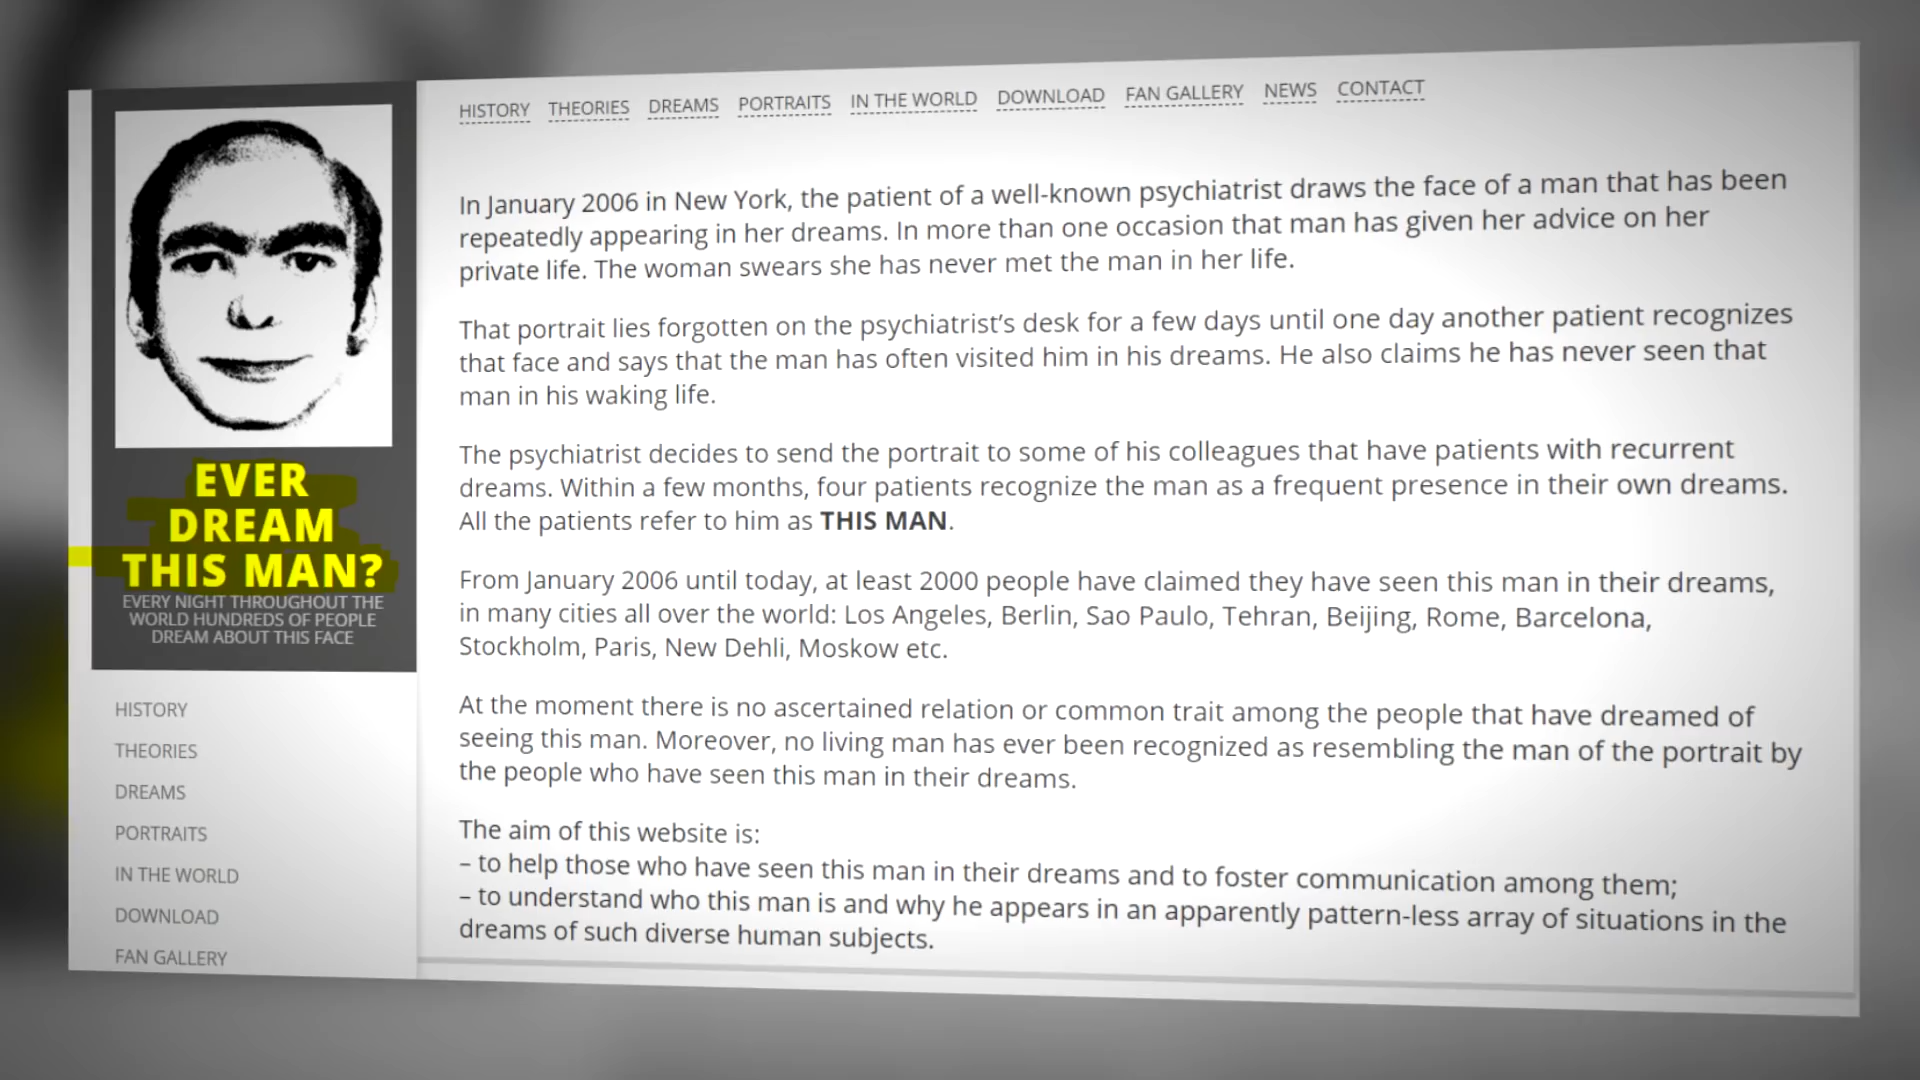 HISTORY THEORIES DREAMS PORTRAITS IN THE WORLD DOWNLOAD FAN GALLERY NEWS CONTACT
EVER
DREAM
THIS MAN?
EVERY NIGHT THROUGHOUT THE
WORLD HUNDREDS OF PEOPLE
DREAM ABOUT THIS FACE
HISTORY
THEORIES
DREAMS
PORTRAITS
IN THE WORLD
DOWNLOAD
FAN GALLERY
In January 2006 in New York, the patient of a well-known psychiatrist draws the face of a man that has been
repeatedly appearing in her dreams. In more than one occasion that man has given her advice on her
private life. The woman swears she has never met the man in her life.
That portrait lies forgotten on the psychiatrist’s desk for a few days until one day another patient recognizes
that face and says that the man has often visited him in his dreams. He also claims he has never seen that
man in his waking life.
The psychiatrist decides to send the portrait to some of his colleagues that have patients with recurrent
dreams. Within a few months, four patients recognize the man as a frequent presence in their own dreams.
All the patients refer to him as THIS MAN.
From January 2006 until today, at least 2000 people have claimed they have seen this man in their dreams,
in many cities all over the world: Los Angeles, Berlin, Sao Paulo, Tehran, Beijing, Rome, Barcelona,
Stockholm, Paris, New Dehli, Moskow etc.
At the moment there is no ascertained relation or common trait among the people that have dreamed of
seeing this man. Moreover, no living man has ever been recognized as resembling the man of the portrait by
the people who have seen this man in their dreams.
The aim of this website is:
– to help those who have seen this man in their dreams and to foster communication among them;
– to understand who this man is and why he appears in an apparently pattern-less array of situations in the
dreams of such diverse human subjects.